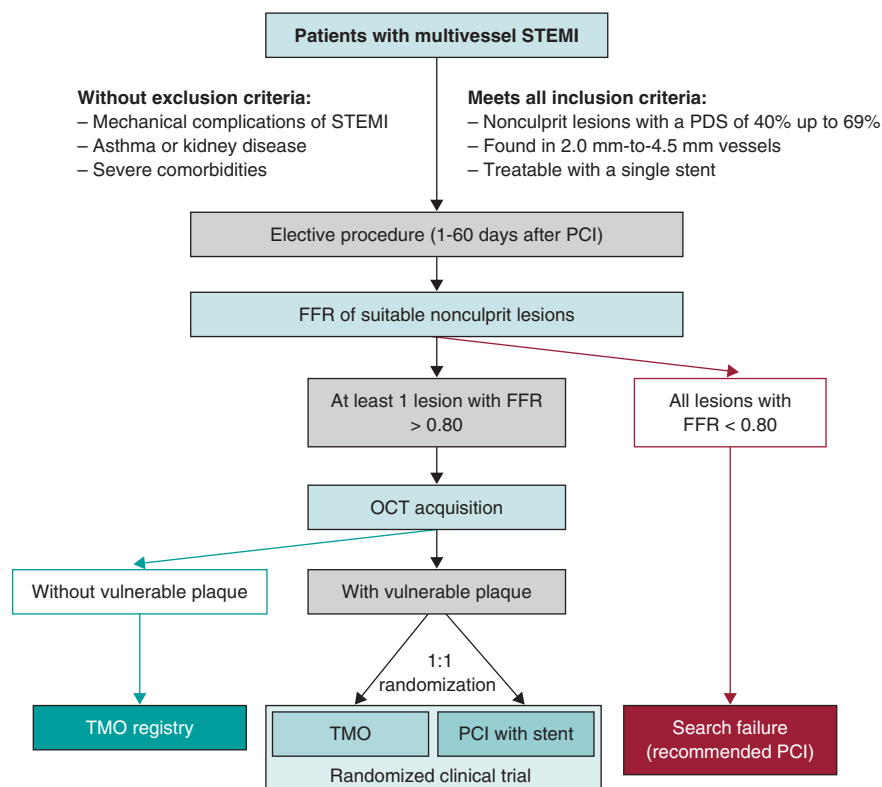 Patients with multivessel STEMI
Without exclusion criteria:
– Mechanical complications of STEMI
– Asthma or kidney disease
– Severe comorbidities
Meets all inclusion criteria:
– Nonculprit lesions with a PDS of 40% up to 69%
– Found in 2.0 mm-to-4.5 mm vessels
– Treatable with a single stent
Elective procedure (1-60 days after PCI)
FFR of suitable nonculprit lesions
At least 1 lesion with FFR
> 0.80
All lesions with
FFR < 0.80
OCT acquisition
Without vulnerable plaque
With vulnerable plaque
1:1
randomization
TMO registry
TMO
PCI with stent
Randomized clinical trial
Search failure
(recommended PCI)